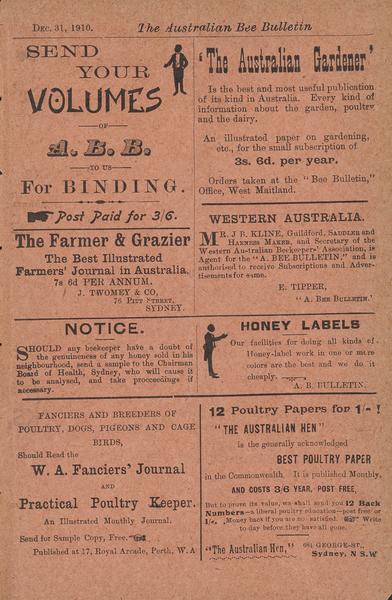 Dec. 31, 1910. The Australian Bee Bulletin
SEND
YOUR
VOLUMES
—OF—
A. B. B.
—TO US—
For BINDING.
Post Paid for 3/6.
The Farmer & Grazier
The Best Illustrated
Farmers' Journal in Australia.
7s 6d PER ANNUM.
J. TWOMEY & CO,
76 Pitt Street,
SYDNEY.
NOTICE.
SHOULD any beekeeper have a doubt of
the genuineness of any honey sold in his
neighbourhood, send a sample to the Chairman
Board of Health, Sydney, who will cause it
to be analysed, and take proceedings if
necessary.
FANCIERS AND BREEDERS OF
POULTRY, DOGS, PIGEONS AND CAGE
BIRDS,
Should Read the
W. A. Fanciers' Journal
AND
Practical Poultry Keeper.
An Illustrated Monthly Journal.
Send for Sample Copy, Free.
Published at 17, Royal Arcade, Perth, W.A
'The Australian Gardener'
Is the best and most useful publication
of its kind in Australia. Every kind of
information about the garden, poultry
and the dairy.
An illustrated paper on gardening,
etc., for the small subscription of
3s. 6d. per year.
Orders taken at the "Bee Bulletin,"
Office, West Maitland.
WESTERN AUSTRALIA.
MR. J B. KLINE, Guildford, Saddler and
Harness Maker, and Secretary of the
Western Australian Beekeepers' Association, is
Agent for the "A. BEE BULLETIN," and is
authorised to receive Subscriptions and Adver-
tisements for same.
E. TIPPER,
"A. Bee Bulletin.'
HONEY LABELS
Our facilities for doing all kinds of
Honey-label work in one or more
colors are the best and we do it
cheaply.
A. B. BULLETIN.
12 Poultry Papers for 1/- !
"THE AUSTRALIAN HEN"
is the generally acknowledged
BEST POULTRY PAPER
in the Commonwealth. It is published Monthly,
AND COSTS 3/6 YEAR, POST FREE,
But to prove its value, we shall send you 12 Back
Numbers—a liberal poultry education—post free or
1/-. Money back if you are not satisfied. Write
to day before they have all gone.
"The Australian Hen," GEORGE-ST.,
Sydney, N S.W